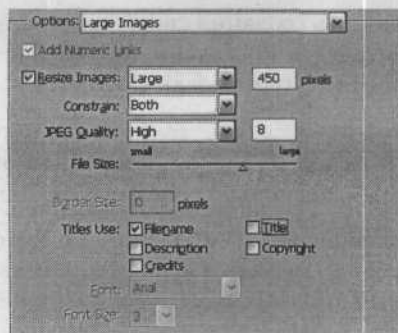 Options: Large Images
Add Numeric Links
Resize Images: Large 450 pixels
Constrain: Both
JPEG Quality: High 8
small large
File Size:
Border Size: 0 pixels
Titles Use: Filename Title
Description Copyright
Credits
Font: Arial
Font Size: 3